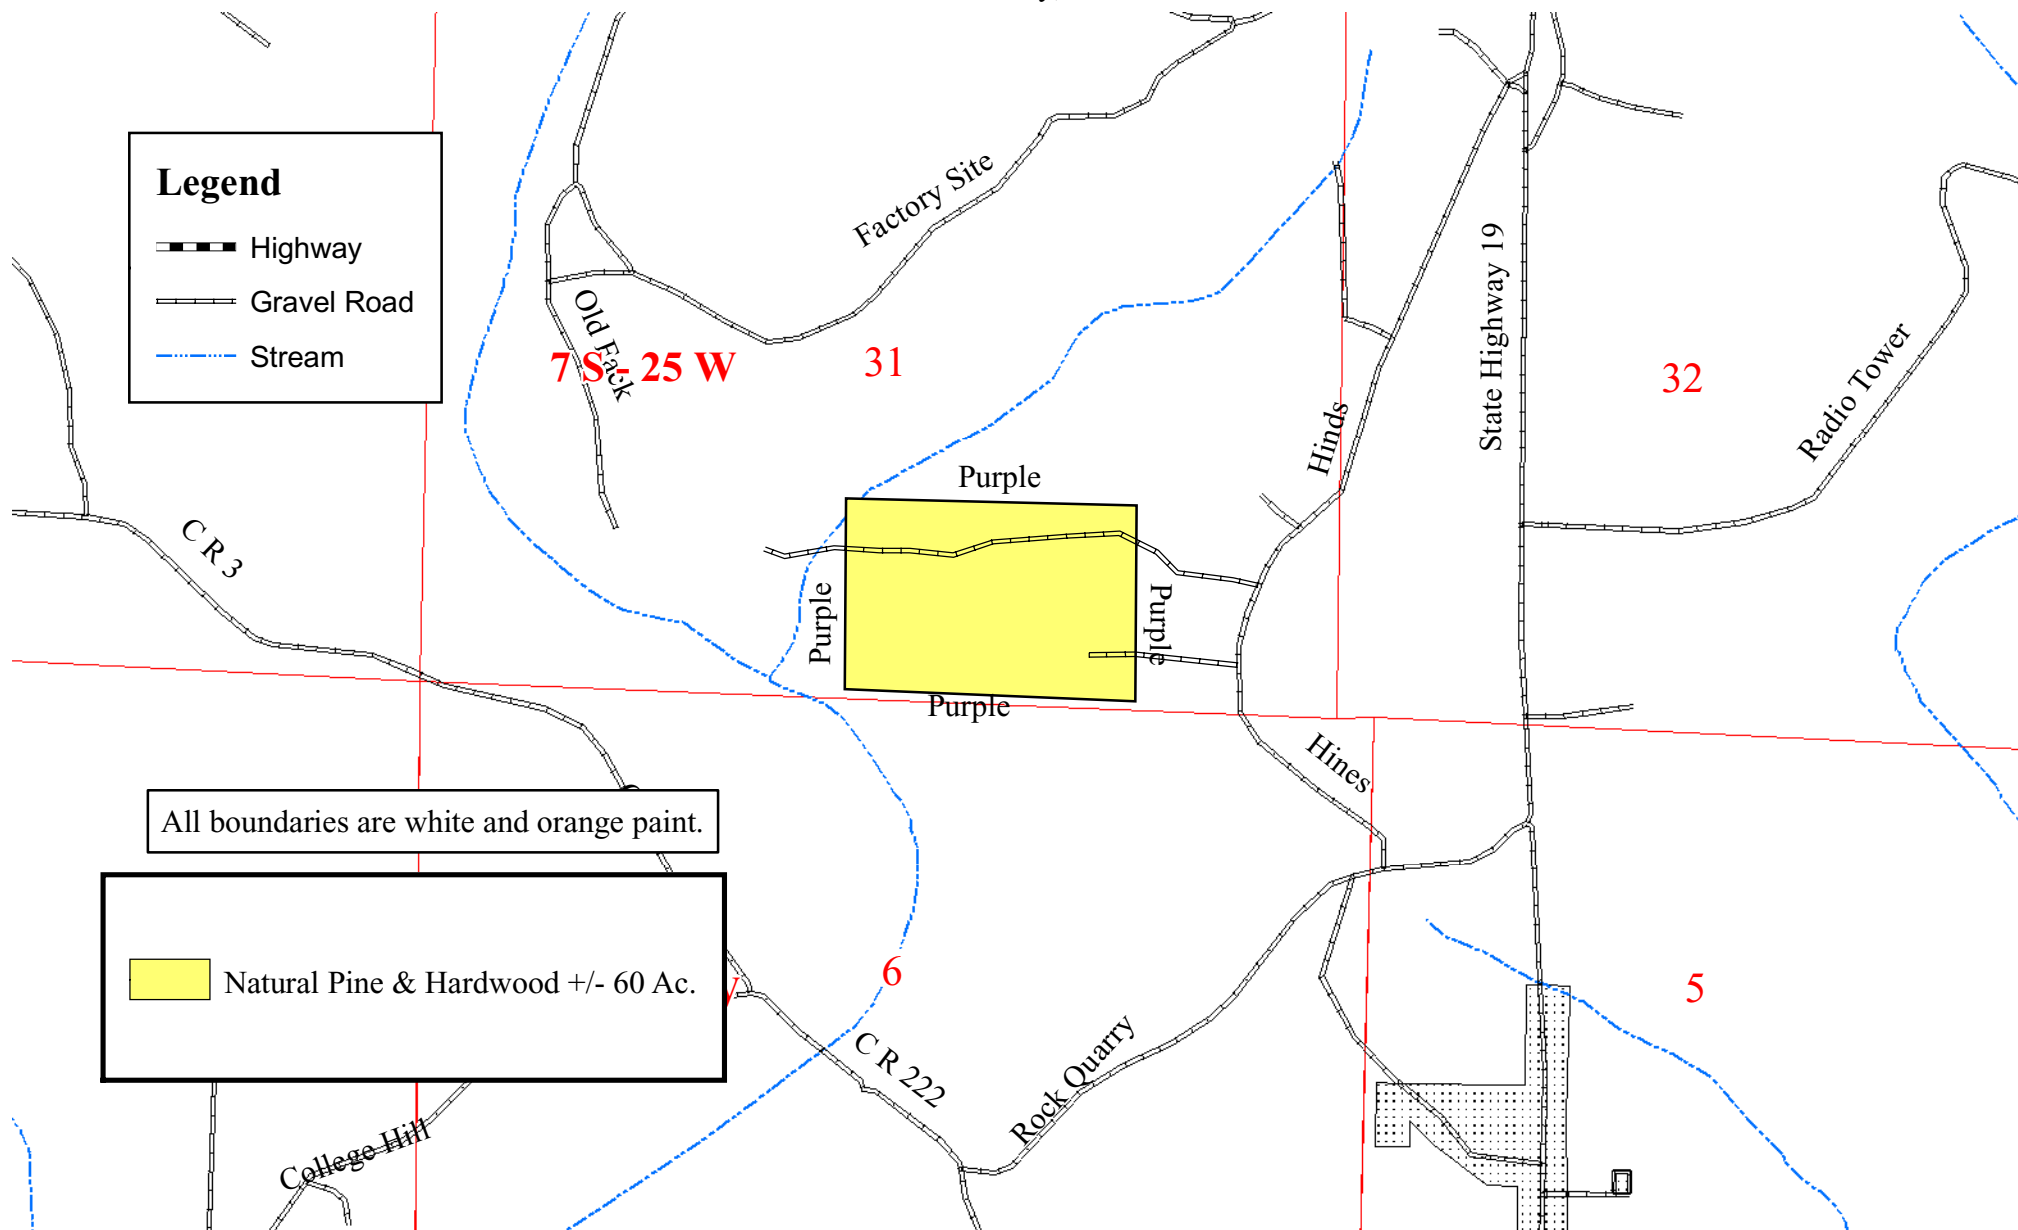 Legend
Highway
Gravel Road
Stream
Factory Site
Old Fack
7 S - 25 W
31
32
State Highway 19
Radio Tower
Hinds
Purple
Purple
Purple
Purple
C R 3
Hines
All boundaries are white and orange paint.
Natural Pine & Hardwood +/- 60 Ac.
6
5
C R 222
Rock Quarry
College Hill